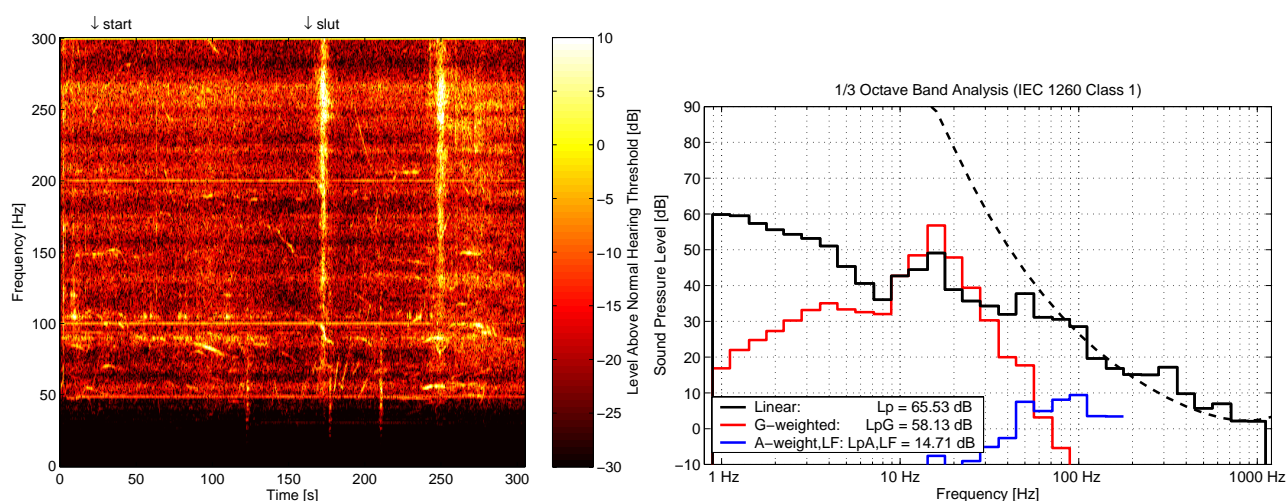 ↓ start
↓ slut
300
250
200
150
100
50
0
Frequency [Hz]
0
50
100
150
200
250
300
Time [s]
10
5
0
−5
−10
−15
−20
−25
−30
Level Above Normal Hearing Threshold [dB]
1/3 Octave Band Analysis (IEC 1260 Class 1)
90
80
70
60
50
40
30
20
10
0
−10
Sound Pressure Level [dB]
Linear: Lp = 65.53 dB
G−weighted: LpG = 58.13 dB
A−weight,LF: LpA,LF = 14.71 dB
1 Hz
10 Hz
100 Hz
1000 Hz
Frequency [Hz]